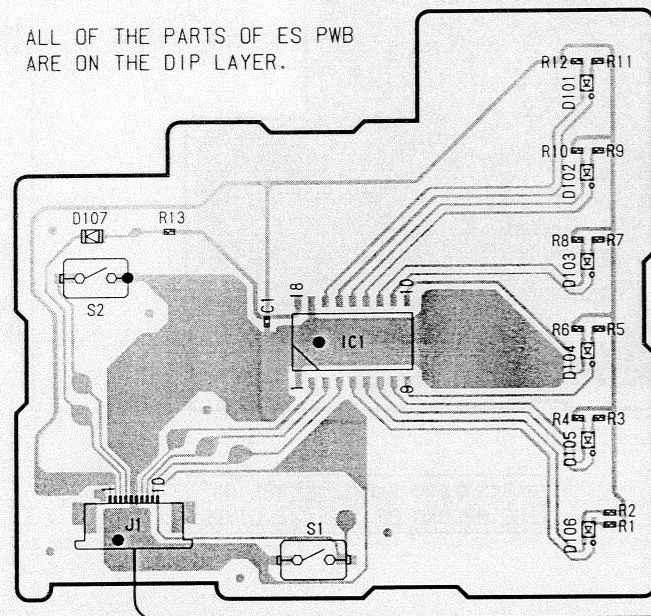 ALL OF THE PARTS OF ES PWB
ARE ON THE DIP LAYER.
R12 R11
D101
R10 R9
D102
D107 R13
R8 R7
D103
S2
C1
18 10
IC1
R6 R5
D104
1 9
R4 R3
D105
1 10
J1
S1
R2
R1
D106